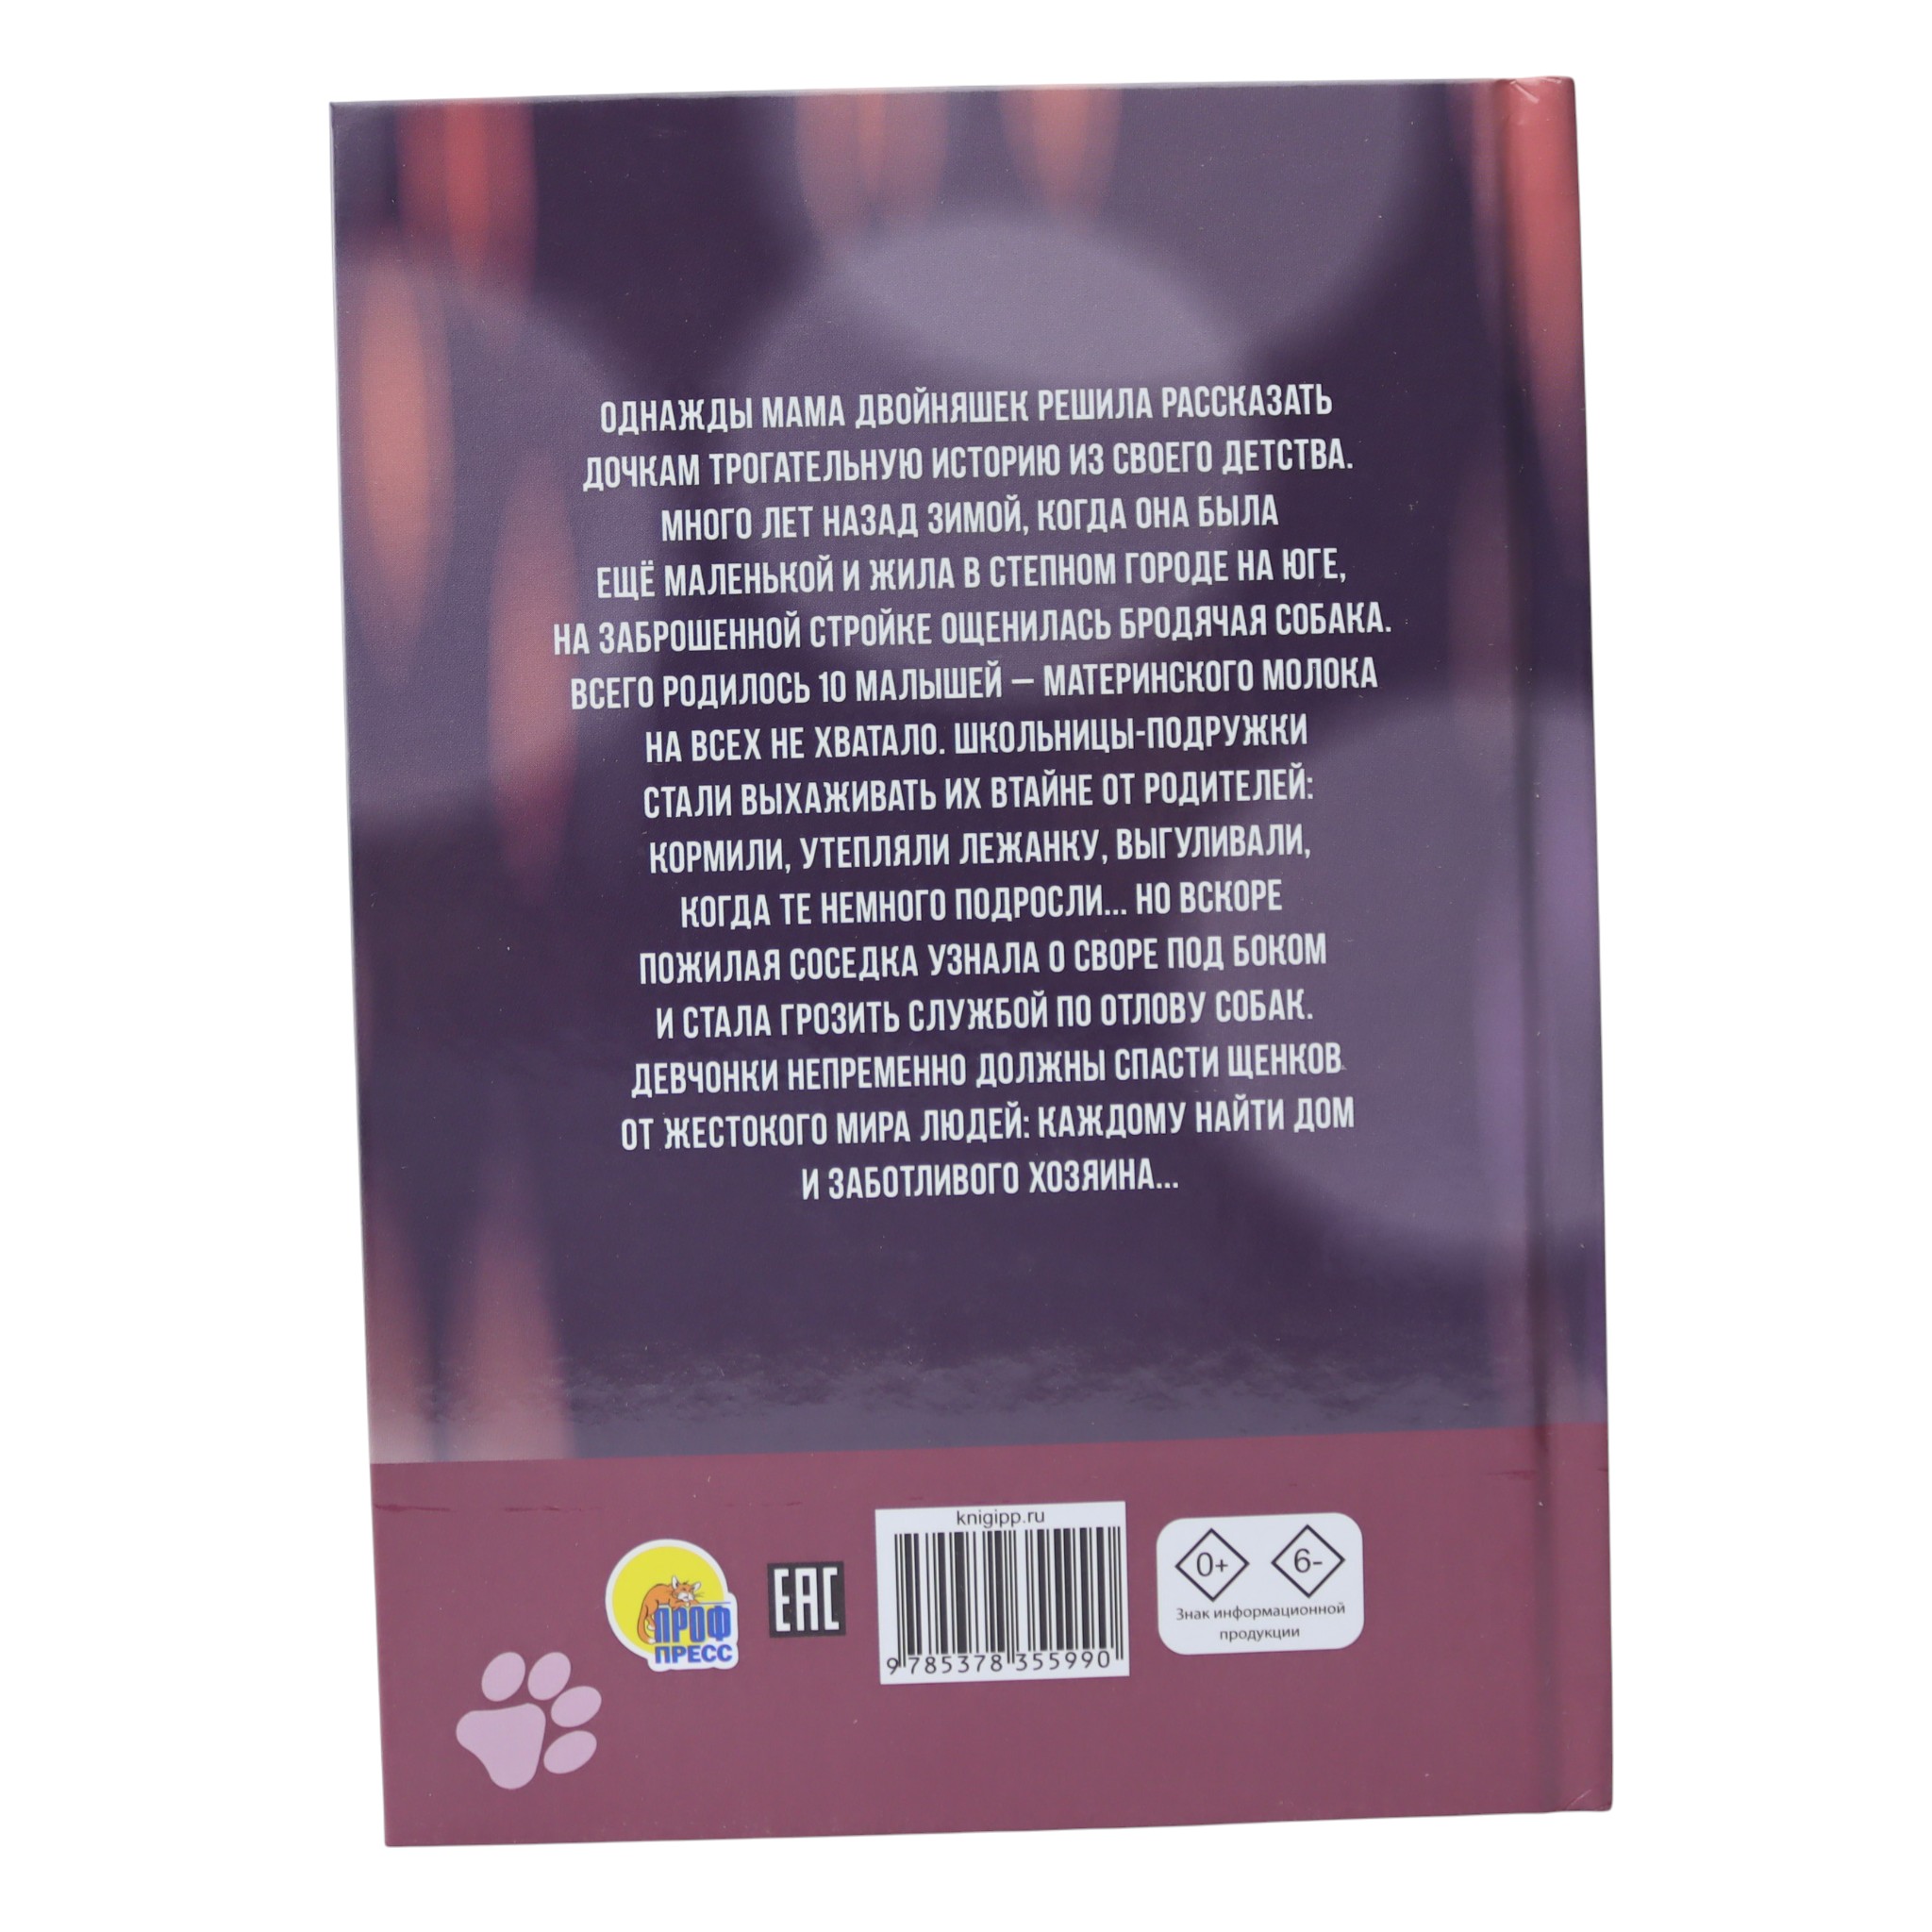 ОДНАЖДЫ МАМА ДВОЙНЯШЕК РЕШИЛА РАССКАЗАТЬ
ДОЧКАМ ТРОГАТЕЛЬНУЮ ИСТОРИЮ ИЗ СВОЕГО ДЕТСТВА.
МНОГО ЛЕТ НАЗАД ЗИМОЙ, КОГДА ОНА БЫЛА
ЕЩЁ МАЛЕНЬКОЙ И ЖИЛА В СТЕПНОМ ГОРОДЕ НА ЮГЕ,
НА ЗАБРОШЕННОЙ СТРОЙКЕ ОЩЕНИЛАСЬ БРОДЯЧАЯ СОБАКА.
ВСЕГО РОДИЛОСЬ 10 МАЛЫШЕЙ – МАТЕРИНСКОГО МОЛОКА
НА ВСЕХ НЕ ХВАТАЛО. ШКОЛЬНИЦЫ-ПОДРУЖКИ
СТАЛИ ВЫХАЖИВАТЬ ИХ ВТАЙНЕ ОТ РОДИТЕЛЕЙ:
КОРМИЛИ, УТЕПЛЯЛИ ЛЕЖАНКУ, ВЫГУЛИВАЛИ,
КОГДА ТЕ НЕМНОГО ПОДРОСЛИ... НО ВСКОРЕ
ПОЖИЛАЯ СОСЕДКА УЗНАЛА О СВОРЕ ПОД БОКОМ
И СТАЛА ГРОЗИТЬ СЛУЖБОЙ ПО ОТЛОВУ СОБАК.
ДЕВЧОНКИ НЕПРЕМЕННО ДОЛЖНЫ СПАСТИ ЩЕНКОВ
ОТ ЖЕСТОКОГО МИРА ЛЮДЕЙ: КАЖДОМУ НАЙТИ ДОМ
И ЗАБОТЛИВОГО ХОЗЯИНА...
ПРОФ
ПРЕСС
EAC
knigipp.ru
9 785378 355990
0+ 6-
Знак информационной
продукции